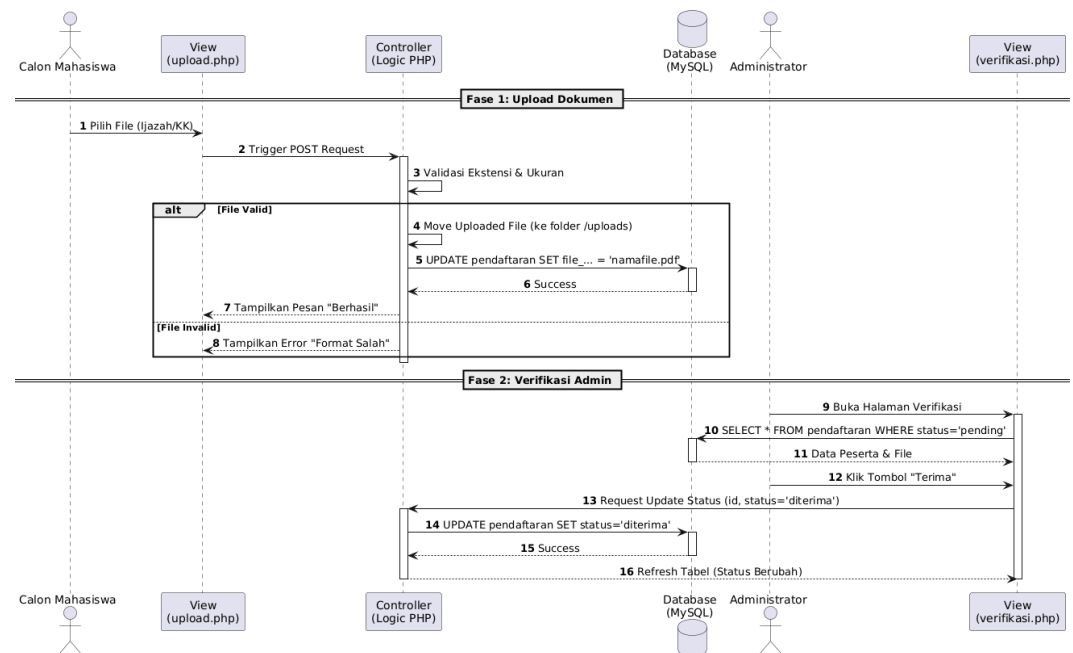 Calon Mahasiswa
View
(upload.php)
Controller
(Logic PHP)
Database
(MySQL)
Administrator
View
(verifikasi.php)
Fase 1: Upload Dokumen
1 Pilih File (Ijazah/KK)
2 Trigger POST Request
3 Validasi Ekstensi & Ukuran
alt [File Valid]
4 Move Uploaded File (ke folder /uploads)
5 UPDATE pendaftaran SET file_... = 'namafile.pdf'
6 Success
7 Tampilkan Pesan "Berhasil"
[File Invalid]
8 Tampilkan Error "Format Salah"
Fase 2: Verifikasi Admin
9 Buka Halaman Verifikasi
10 SELECT * FROM pendaftaran WHERE status='pending'
11 Data Peserta & File
12 Klik Tombol "Terima"
13 Request Update Status (id, status='diterima')
14 UPDATE pendaftaran SET status='diterima'
15 Success
16 Refresh Tabel (Status Berubah)
Calon Mahasiswa
View
(upload.php)
Controller
(Logic PHP)
Database
(MySQL)
Administrator
View
(verifikasi.php)